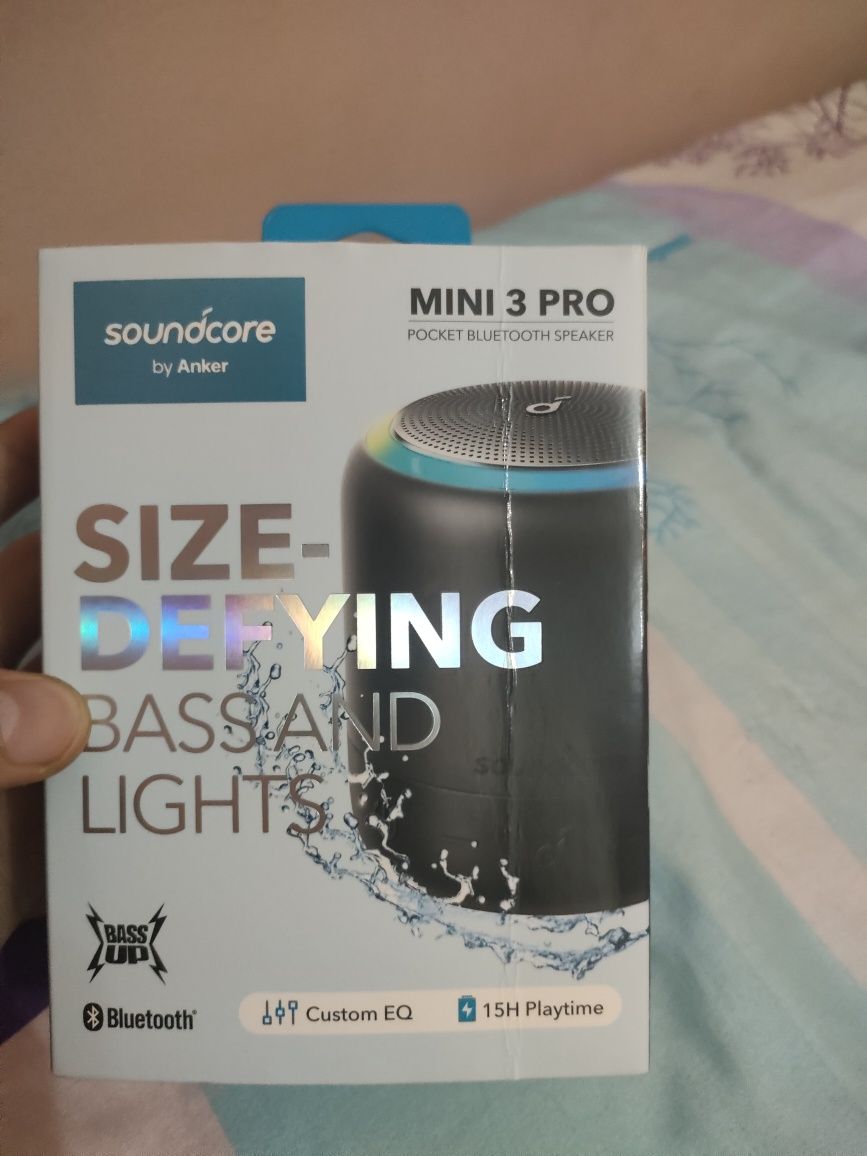 soundcore
by Anker
MINI 3 PRO
POCKET BLUETOOTH SPEAKER
SIZE-
DEFYING
BASS AND
LIGHTS
BASS
UP
Bluetooth®
Custom EQ
15H Playtime